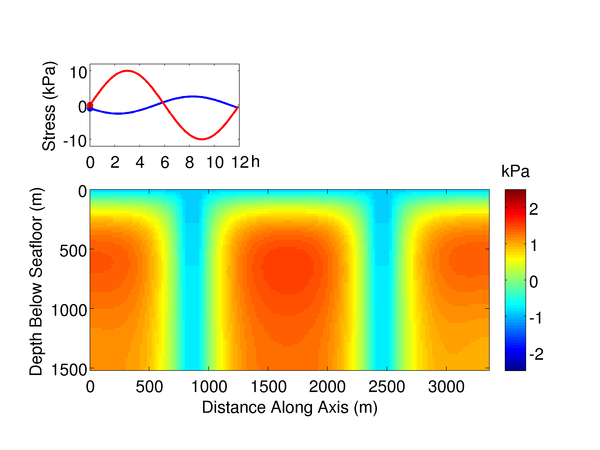 Stress (kPa)
10
0
-10
0 2 4 6 8 10 12 h
kPa
2
1
0
-1
-2
Depth Below Seafloor (m)
0
500
1000
1500
0 500 1000 1500 2000 2500 3000
Distance Along Axis (m)